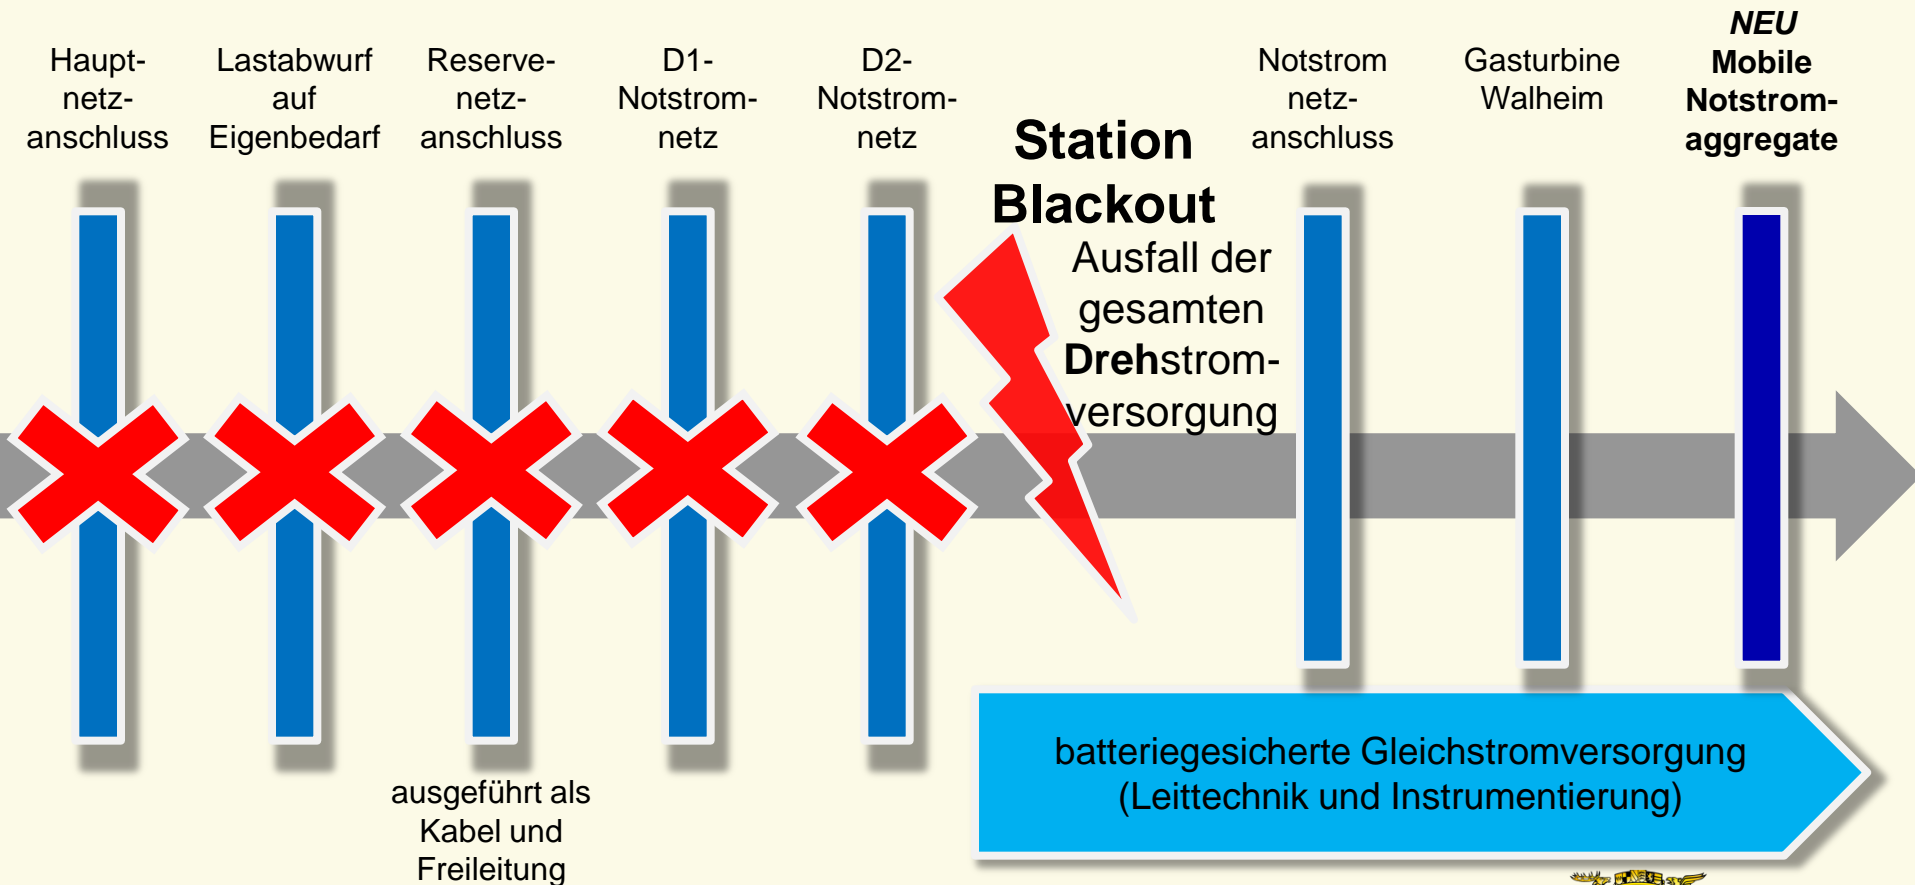 Haupt-
netz-
anschluss
Lastabwurf
auf
Eigenbedarf
Reserve-
netz-
anschluss
D1-
Notstrom-
netz
D2-
Notstrom-
netz
Station
Blackout
Ausfall der
gesamten
Drehstrom-
versorgung
Notstrom
netz-
anschluss
Gasturbine
Walheim
NEU
Mobile
Notstrom-
aggregate
ausgeführt als
Kabel und
Freileitung
batteriegesicherte Gleichstromversorgung
(Leittechnik und Instrumentierung)